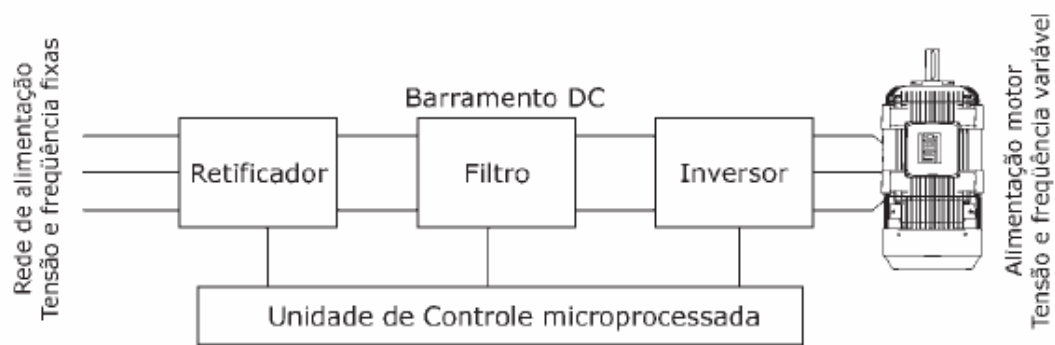 Rede de alimentação
Tensão e freqüência fixas
Barramento DC
Retificador
Filtro
Inversor
Alimentação motor
Tensão e freqüência variável
Unidade de Controle microprocessada